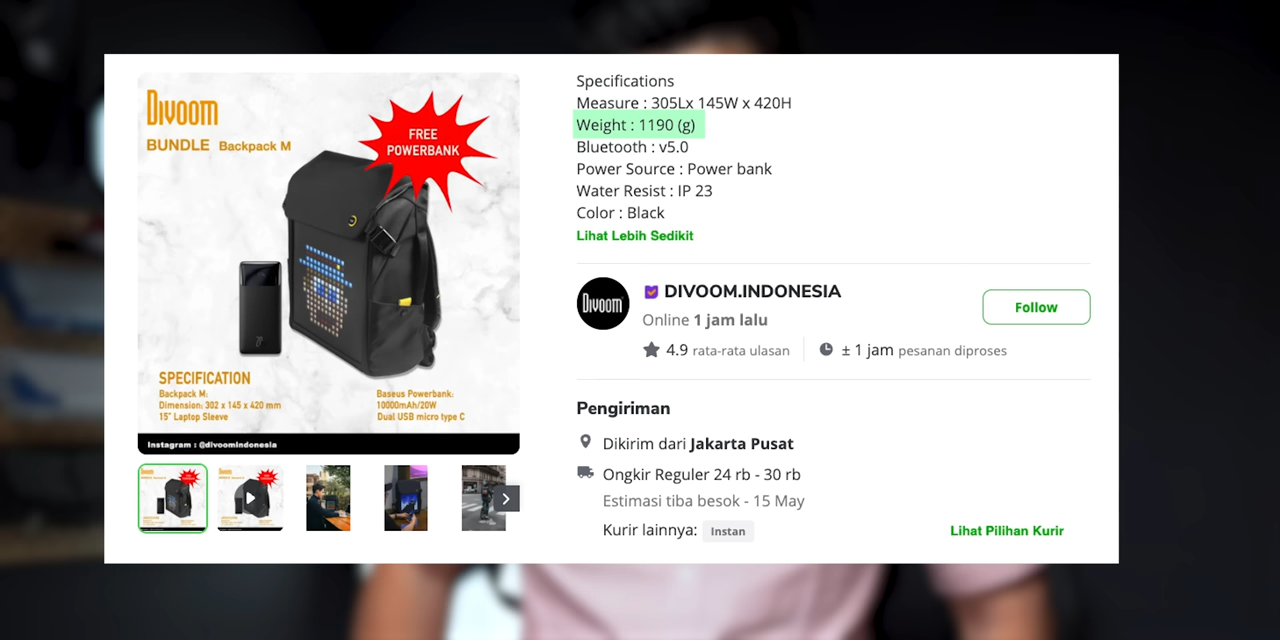 Divoom
BUNDLE Backpack M
FREE
POWERBANK
SPECIFICATION
Backpack M:
Dimension: 302 x 145 x 420 mm
15" Laptop Sleeve
Baseus Powerbank:
10000mAh/20W
Dual USB micro type C
Instagram : @divoomindonesia
Specifications
Measure : 305Lx 145W x 420H
Weight : 1190 (g)
Bluetooth : v5.0
Power Source : Power bank
Water Resist : IP 23
Color : Black
Lihat Lebih Sedikit
Divoom
DIVOOM.INDONESIA
Online 1 jam lalu
Follow
4.9 rata-rata ulasan
± 1 jam pesanan diproses
Pengiriman
Dikirim dari Jakarta Pusat
Ongkir Reguler 24 rb - 30 rb
Estimasi tiba besok - 15 May
Kurir lainnya: Instan
Lihat Pilihan Kurir